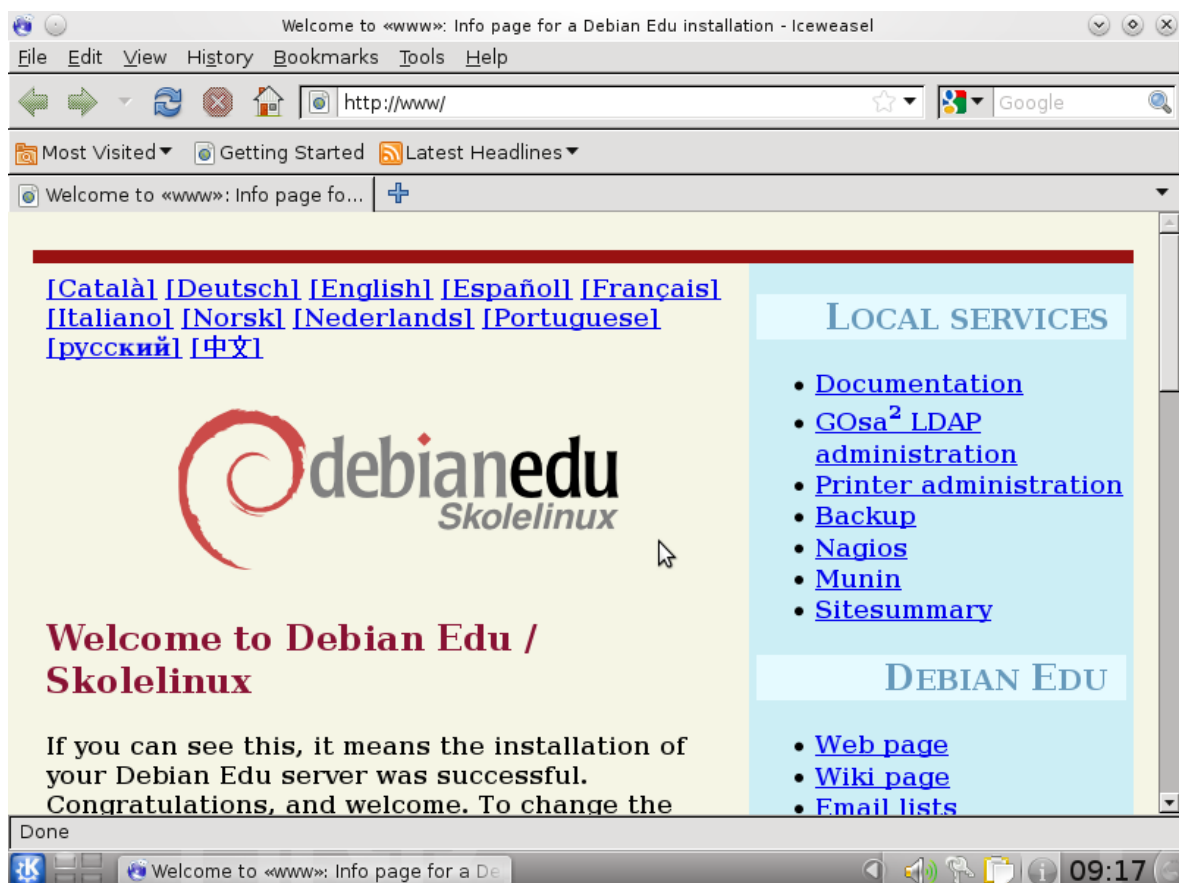 Welcome to «www»: Info page for a Debian Edu installation - Iceweasel
File Edit View History Bookmarks Tools Help
http://www/
Google
Most Visited Getting Started Latest Headlines
Welcome to «www»: Info page fo...
[Català] [Deutsch] [English] [Español] [Français]
[Italiano] [Norsk] [Nederlands] [Portuguese]
[русский] [中文]
debianedu
Skolelinux
Welcome to Debian Edu /
Skolelinux
If you can see this, it means the installation of
your Debian Edu server was successful.
Congratulations, and welcome. To change the
LOCAL SERVICES
Documentation
GOsa² LDAP
administration
Printer administration
Backup
Nagios
Munin
Sitesummary
DEBIAN EDU
Web page
Wiki page
Email lists
Done
Welcome to «www»: Info page for a De
09:17